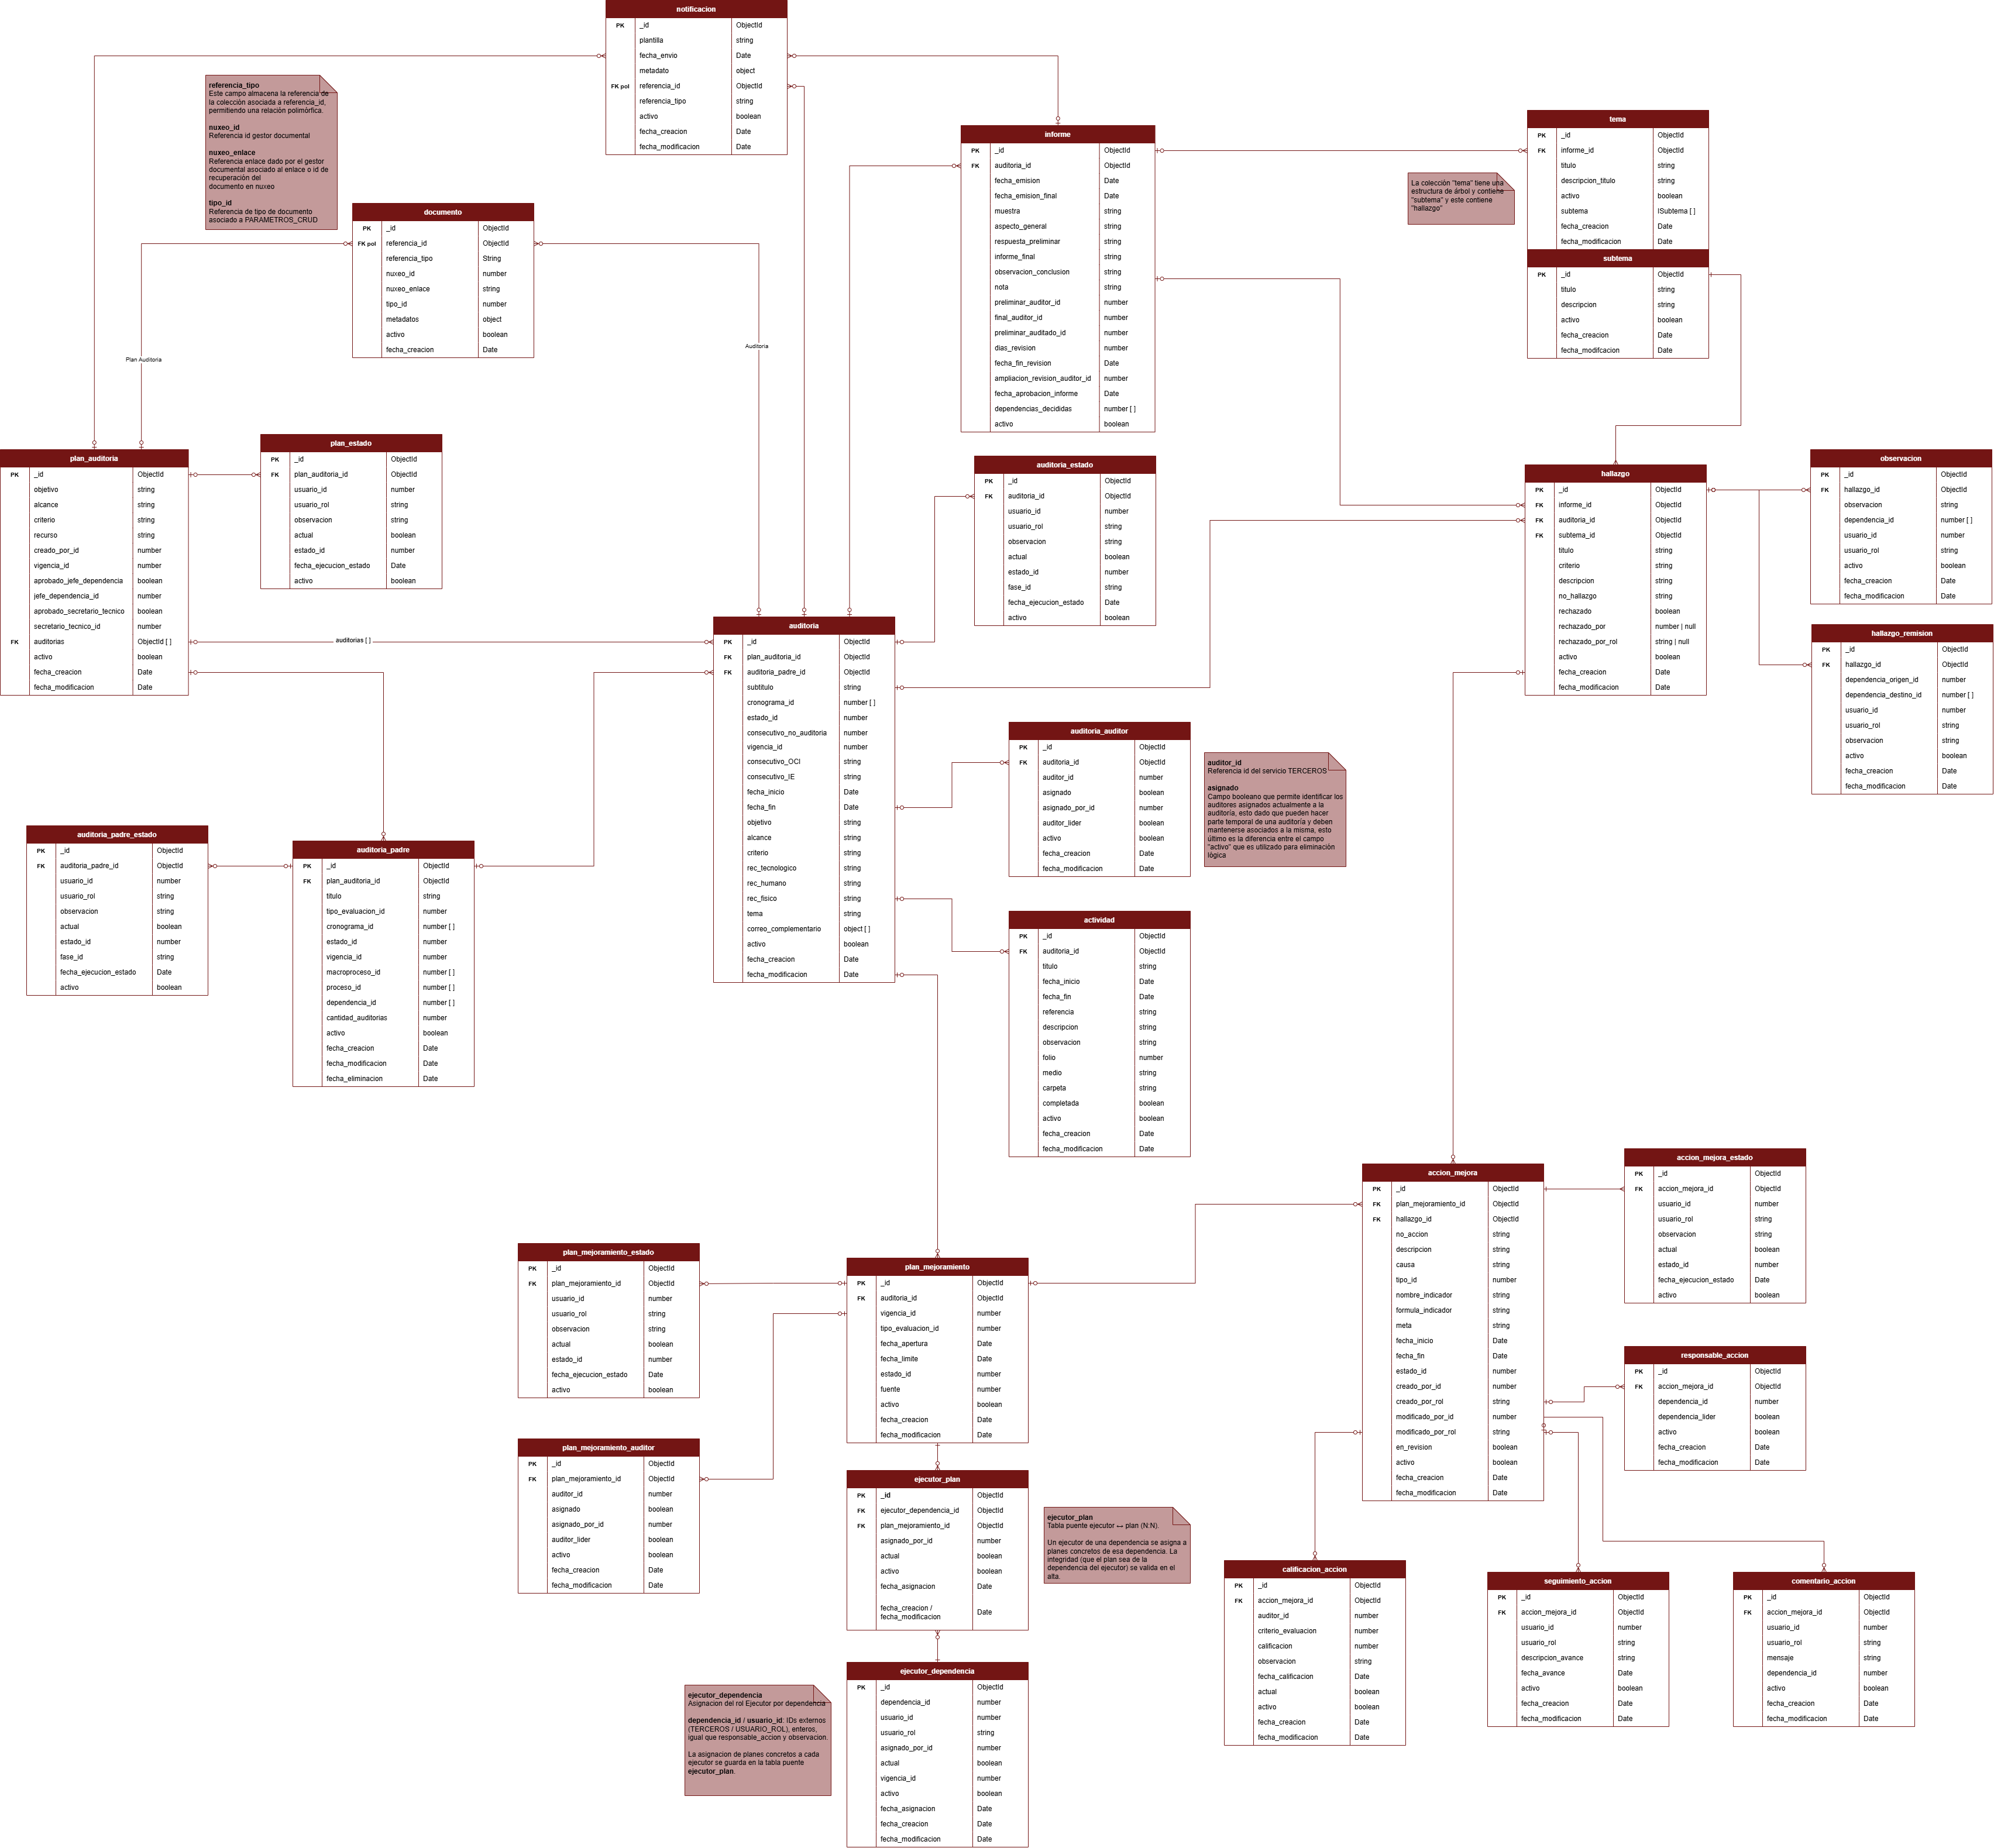 notificacion
PK _id ObjectId
plantilla string
fecha_envio Date
metadato object
FK pol referencia_id ObjectId
referencia_tipo string
activo boolean
fecha_creacion Date
fecha_modificacion Date
referencia_tipo
Este campo almacena la referencia de
la colección asociada a referencia_id,
permitiendo una relación polimórfica.
nuxeo_id
Referencia id gestor documental
nuxeo_enlace
Referencia enlace dado por el gestor
documental asociado al enlace o id de
recuperación del
documento en nuxeo
tipo_id
Referencia de tipo de documento
asociado a PARAMETROS_CRUD
documento
PK _id ObjectId
FK pol referencia_id ObjectId
referencia_tipo String
nuxeo_id number
nuxeo_enlace string
tipo_id number
metadatos object
activo boolean
fecha_creacion Date
Plan Auditoria
Auditoria
informe
PK _id ObjectId
FK auditoria_id ObjectId
fecha_emision Date
fecha_emision_final Date
muestra string
aspecto_general string
respuesta_preliminar string
informe_final string
observacion_conclusion string
nota string
preliminar_auditor_id number
final_auditor_id number
preliminar_auditado_id number
dias_revision number
fecha_fin_revision Date
ampliacion_revision_auditor_id number
fecha_aprobacion_informe Date
dependencias_decididas number [ ]
activo boolean
La colección "tema" tiene una
estructura de árbol y contiene
"subtema" y este contiene
"hallazgo"
tema
PK _id ObjectId
FK informe_id ObjectId
titulo string
descripcion_titulo string
activo boolean
subtema ISubtema [ ]
fecha_creacion Date
fecha_modificacion Date
subtema
PK _id ObjectId
titulo string
descripcion string
activo boolean
fecha_creacion Date
fecha_modifcacion Date
plan_auditoria
PK _id ObjectId
objetivo string
alcance string
criterio string
recurso string
creado_por_id number
vigencia_id number
aprobado_jefe_dependencia boolean
jefe_dependencia_id number
aprobado_secretario_tecnico boolean
secretario_tecnico_id number
FK auditorias ObjectId [ ]
activo boolean
fecha_creacion Date
fecha_modificacion Date
plan_estado
PK _id ObjectId
FK plan_auditoria_id ObjectId
usuario_id number
usuario_rol string
observacion string
actual boolean
estado_id number
fecha_ejecucion_estado Date
activo boolean
auditorias [ ]
auditoria_estado
PK _id ObjectId
FK auditoria_id ObjectId
usuario_id number
usuario_rol string
observacion string
actual boolean
estado_id number
fase_id string
fecha_ejecucion_estado Date
activo boolean
hallazgo
PK _id ObjectId
FK informe_id ObjectId
FK auditoria_id ObjectId
FK subtema_id ObjectId
titulo string
criterio string
descripcion string
no_hallazgo string
rechazado boolean
rechazado_por number | null
rechazado_por_rol string | null
activo boolean
fecha_creacion Date
fecha_modificacion Date
observacion
PK _id ObjectId
FK hallazgo_id ObjectId
observacion string
dependencia_id number [ ]
usuario_id number
usuario_rol string
activo boolean
fecha_creacion Date
fecha_modificacion Date
hallazgo_remision
PK _id ObjectId
FK hallazgo_id ObjectId
dependencia_origen_id number
dependencia_destino_id number [ ]
usuario_id number
usuario_rol string
observacion string
activo boolean
fecha_creacion Date
fecha_modificacion Date
auditoria
PK _id ObjectId
FK plan_auditoria_id ObjectId
FK auditoria_padre_id ObjectId
subtitulo string
cronograma_id number [ ]
estado_id number
consecutivo_no_auditoria number
vigencia_id number
consecutivo_OCI string
consecutivo_IE string
fecha_inicio Date
fecha_fin Date
objetivo string
alcance string
criterio string
rec_tecnologico string
rec_humano string
rec_fisico string
tema string
correo_complementario object [ ]
activo boolean
fecha_creacion Date
fecha_modificacion Date
auditoria_auditor
PK _id ObjectId
FK auditoria_id ObjectId
auditor_id number
asignado boolean
asignado_por_id number
auditor_lider boolean
activo boolean
fecha_creacion Date
fecha_modificacion Date
auditor_id
Referencia id del servicio TERCEROS
asignado
Campo booleano que permite identificar los
auditores asignados actualmente a la
auditoría, esto dado que pueden hacer
parte temporal de una auditoría y deben
mantenerse asociados a la misma, esto
último es la diferencia entre el campo
"activo" que es utilizado para eliminación
lógica
auditoria_padre_estado
PK _id ObjectId
FK auditoria_padre_id ObjectId
usuario_id number
usuario_rol string
observacion string
actual boolean
estado_id number
fase_id string
fecha_ejecucion_estado Date
activo boolean
auditoria_padre
PK _id ObjectId
FK plan_auditoria_id ObjectId
titulo string
tipo_evaluacion_id number
cronograma_id number [ ]
estado_id number
vigencia_id number
macroproceso_id number [ ]
proceso_id number [ ]
dependencia_id number [ ]
cantidad_auditorias number
activo boolean
fecha_creacion Date
fecha_modificacion Date
fecha_eliminacion Date
actividad
PK _id ObjectId
FK auditoria_id ObjectId
titulo string
fecha_inicio Date
fecha_fin Date
referencia string
descripcion string
observacion string
folio number
medio string
carpeta string
completada boolean
activo boolean
fecha_creacion Date
fecha_modificacion Date
accion_mejora
PK _id ObjectId
FK plan_mejoramiento_id ObjectId
FK hallazgo_id ObjectId
no_accion string
descripcion string
causa string
tipo_id number
nombre_indicador string
formula_indicador string
meta string
fecha_inicio Date
fecha_fin Date
estado_id number
creado_por_id number
creado_por_rol string
modificado_por_id number
modificado_por_rol string
en_revision boolean
activo boolean
fecha_creacion Date
fecha_modificacion Date
accion_mejora_estado
PK _id ObjectId
FK accion_mejora_id ObjectId
usuario_id number
usuario_rol string
observacion string
actual boolean
estado_id number
fecha_ejecucion_estado Date
activo boolean
responsable_accion
PK _id ObjectId
FK accion_mejora_id ObjectId
dependencia_id number
dependencia_lider boolean
activo boolean
fecha_creacion Date
fecha_modificacion Date
plan_mejoramiento_estado
PK _id ObjectId
FK plan_mejoramiento_id ObjectId
usuario_id number
usuario_rol string
observacion string
actual boolean
estado_id number
fecha_ejecucion_estado Date
activo boolean
plan_mejoramiento
PK _id ObjectId
FK auditoria_id ObjectId
vigencia_id number
tipo_evaluacion_id number
fecha_apertura Date
fecha_limite Date
estado_id number
fuente number
activo boolean
fecha_creacion Date
fecha_modificacion Date
plan_mejoramiento_auditor
PK _id ObjectId
FK plan_mejoramiento_id ObjectId
auditor_id number
asignado boolean
asignado_por_id number
auditor_lider boolean
activo boolean
fecha_creacion Date
fecha_modificacion Date
ejecutor_plan
PK _id ObjectId
FK ejecutor_dependencia_id ObjectId
FK plan_mejoramiento_id ObjectId
asignado_por_id number
actual boolean
activo boolean
fecha_asignacion Date
fecha_creacion /
fecha_modificacion Date
ejecutor_plan
Tabla puente ejecutor ↔ plan (N:N).
Un ejecutor de una dependencia se asigna a
planes concretos de esa dependencia. La
integridad (que el plan sea de la
dependencia del ejecutor) se valida en el
alta.
calificacion_accion
PK _id ObjectId
FK accion_mejora_id ObjectId
auditor_id number
criterio_evaluacion number
calificacion number
observacion string
fecha_calificacion Date
actual boolean
activo boolean
fecha_creacion Date
fecha_modificacion Date
seguimiento_accion
PK _id ObjectId
FK accion_mejora_id ObjectId
usuario_id number
usuario_rol string
descripcion_avance string
fecha_avance Date
activo boolean
fecha_creacion Date
fecha_modificacion Date
comentario_accion
PK _id ObjectId
FK accion_mejora_id ObjectId
usuario_id number
usuario_rol string
mensaje string
dependencia_id number
activo boolean
fecha_creacion Date
fecha_modificacion Date
ejecutor_dependencia
Asignacion del rol Ejecutor por dependencia
dependencia_id / usuario_id: IDs externos
(TERCEROS / USUARIO_ROL), enteros,
igual que responsable_accion y observacion.
La asignacion de planes concretos a cada
ejecutor se guarda en la tabla puente
ejecutor_plan.
ejecutor_dependencia
PK _id ObjectId
dependencia_id number
usuario_id number
usuario_rol string
asignado_por_id number
actual boolean
vigencia_id number
activo boolean
fecha_asignacion Date
fecha_creacion Date
fecha_modificacion Date